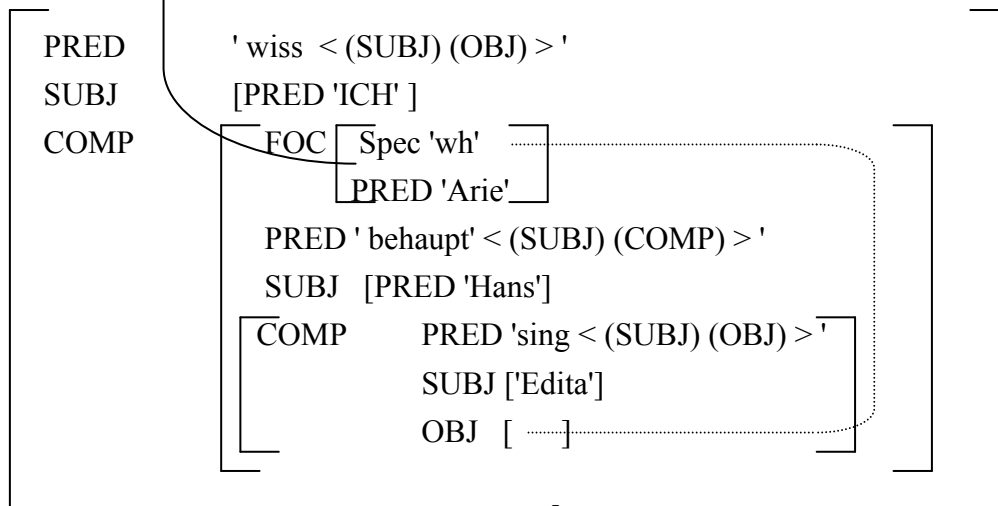 PRED ' wiss < (SUBJ) (OBJ) > '
SUBJ [PRED 'ICH' ]
COMP FOC Spec 'wh'
PRED 'Arie'
PRED ' behaupt' < (SUBJ) (COMP) > '
SUBJ [PRED 'Hans']
COMP PRED 'sing < (SUBJ) (OBJ) > '
SUBJ ['Edita']
OBJ [ ]